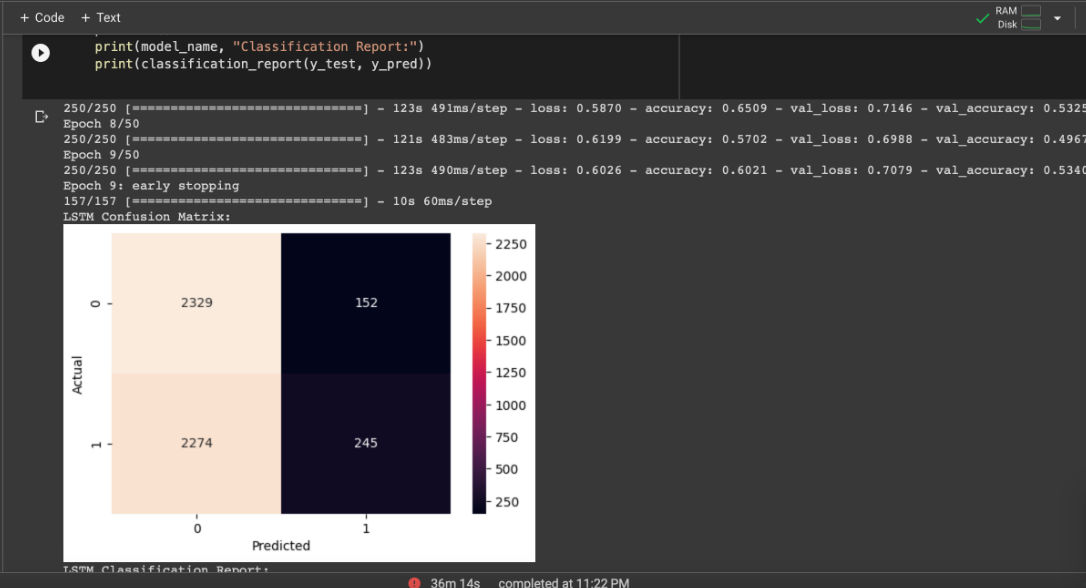 + Code + Text
RAM
Disk
print(model_name, "Classification Report:")
print(classification_report(y_test, y_pred))
250/250 [==============================] - 123s 491ms/step - loss: 0.5870 - accuracy: 0.6509 - val_loss: 0.7146 - val_accuracy: 0.5325
Epoch 8/50
250/250 [==============================] - 121s 483ms/step - loss: 0.6199 - accuracy: 0.5702 - val_loss: 0.6988 - val_accuracy: 0.4967
Epoch 9/50
250/250 [==============================] - 123s 490ms/step - loss: 0.6026 - accuracy: 0.6021 - val_loss: 0.7079 - val_accuracy: 0.5340
Epoch 9: early stopping
157/157 [==============================] - 10s 60ms/step
LSTM Confusion Matrix:
2329
152
2274
245
0
1
Actual
0
1
Predicted
2250
2000
1750
1500
1250
1000
750
500
250
LSTM Classification Report:
36m 14s completed at 11:22 PM